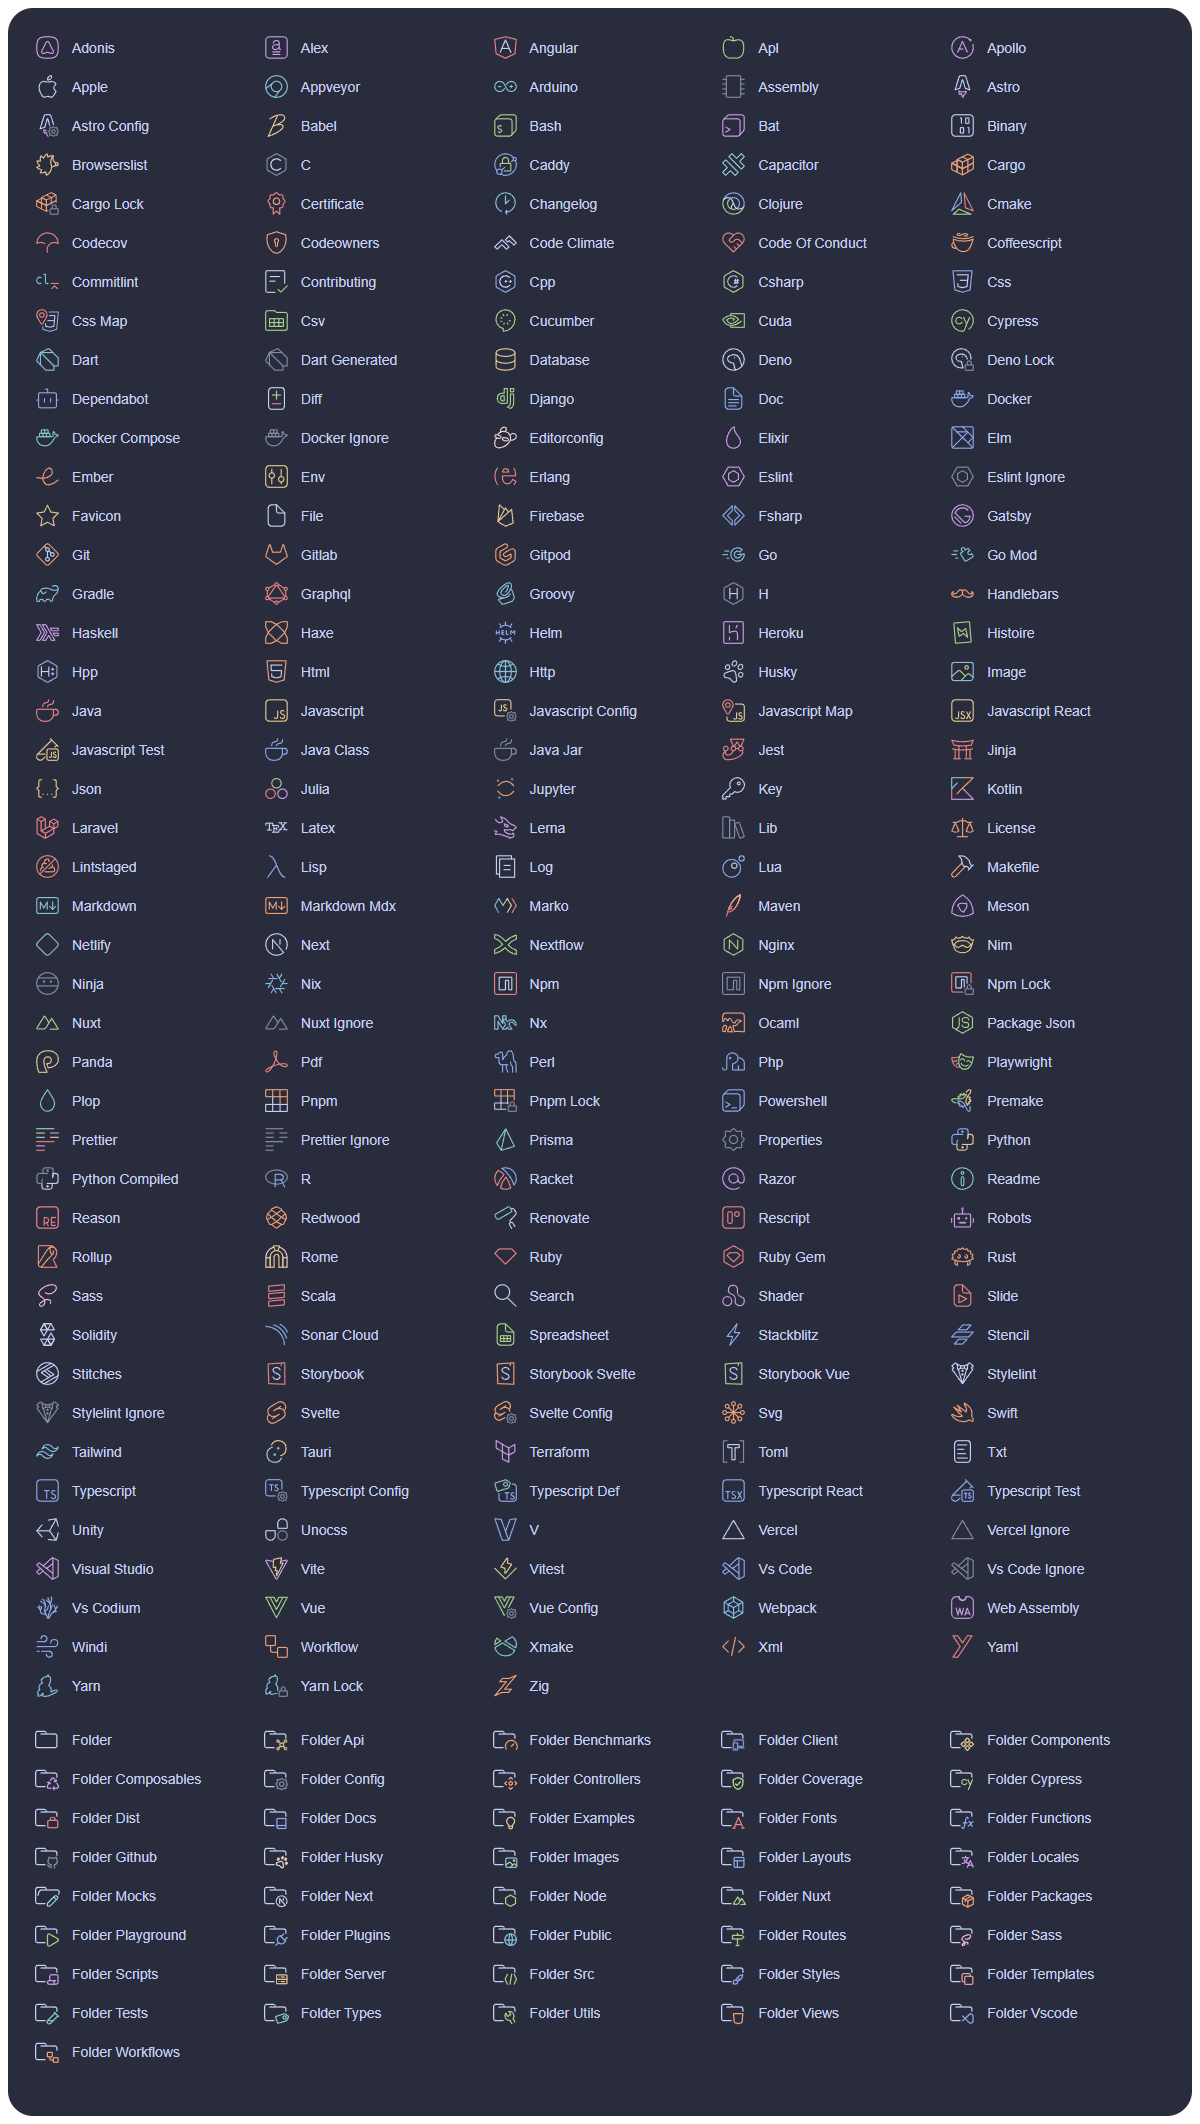 Adonis Alex Angular Apl Apollo
Apple Appveyor Arduino Assembly Astro
Astro Config Babel Bash Bat Binary
Browserslist C Caddy Capacitor Cargo
Cargo Lock Certificate Changelog Clojure Cmake
Codecov Codeowners Code Climate Code Of Conduct Coffeescript
Commitlint Contributing Cpp Csharp Css
Css Map Csv Cucumber Cuda Cypress
Dart Dart Generated Database Deno Deno Lock
Dependabot Diff Django Doc Docker
Docker Compose Docker Ignore Editorconfig Elixir Elm
Ember Env Erlang Eslint Eslint Ignore
Favicon File Firebase Fsharp Gatsby
Git Gitlab Gitpod Go Go Mod
Gradle Graphql Groovy H Handlebars
Haskell Haxe Helm Heroku Histoire
Hpp Html Http Husky Image
Java Javascript Javascript Config Javascript Map Javascript React
Javascript Test Java Class Java Jar Jest Jinja
Json Julia Jupyter Key Kotlin
Laravel Latex Lerna Lib License
Lintstaged Lisp Log Lua Makefile
Markdown Markdown Mdx Marko Maven Meson
Netlify Next Nextflow Nginx Nim
Ninja Nix Npm Npm Ignore Npm Lock
Nuxt Nuxt Ignore Nx Ocaml Package Json
Panda Pdf Perl Php Playwright
Plop Pnpm Pnpm Lock Powershell Premake
Prettier Prettier Ignore Prisma Properties Python
Python Compiled R Racket Razor Readme
Reason Redwood Renovate Rescript Robots
Rollup Rome Ruby Ruby Gem Rust
Sass Scala Search Shader Slide
Solidity Sonar Cloud Spreadsheet Stackblitz Stencil
Stitches Storybook Storybook Svelte Storybook Vue Stylelint
Stylelint Ignore Svelte Svelte Config Svg Swift
Tailwind Tauri Terraform Toml Txt
Typescript Typescript Config Typescript Def Typescript React Typescript Test
Unity Unocss V Vercel Vercel Ignore
Visual Studio Vite Vitest Vs Code Vs Code Ignore
Vs Codium Vue Vue Config Webpack Web Assembly
Windi Workflow Xmake Xml Yaml
Yarn Yarn Lock Zig
Folder Folder Api Folder Benchmarks Folder Client Folder Components
Folder Composables Folder Config Folder Controllers Folder Coverage Folder Cypress
Folder Dist Folder Docs Folder Examples Folder Fonts Folder Functions
Folder Github Folder Husky Folder Images Folder Layouts Folder Locales
Folder Mocks Folder Next Folder Node Folder Nuxt Folder Packages
Folder Playground Folder Plugins Folder Public Folder Routes Folder Sass
Folder Scripts Folder Server Folder Src Folder Styles Folder Templates
Folder Tests Folder Types Folder Utils Folder Views Folder Vscode
Folder Workflows